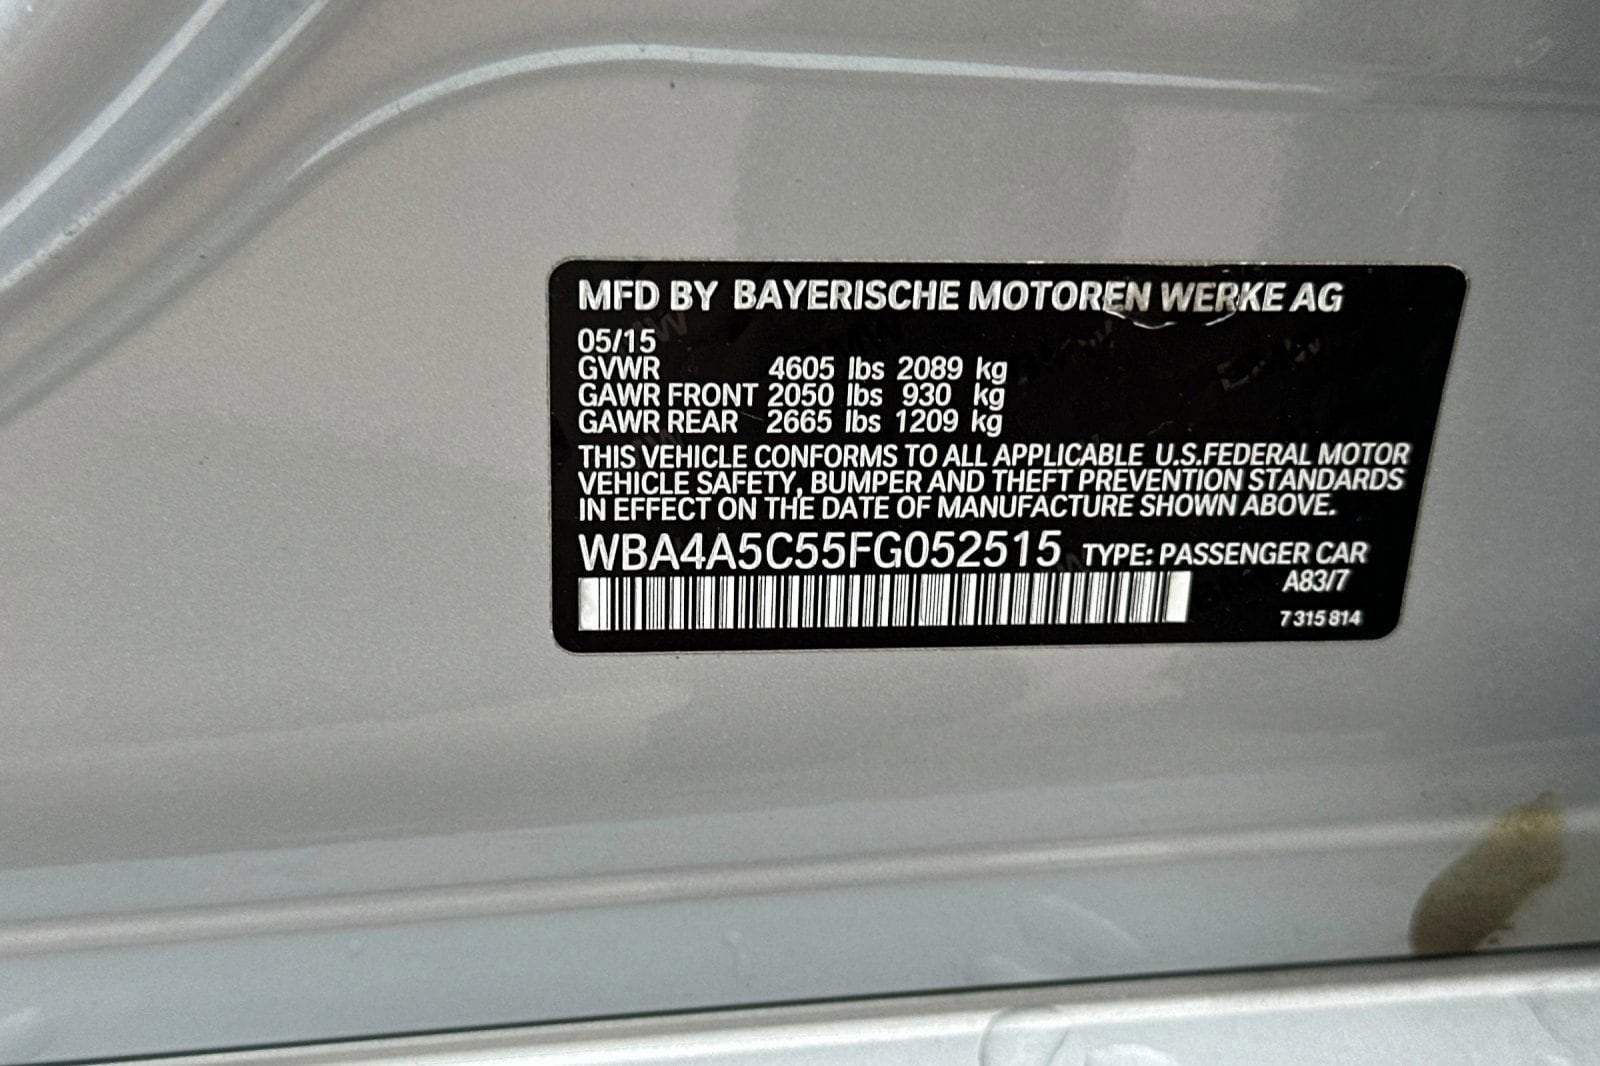 MFD BY BAYERISCHE MOTOREN WERKE AG
05/15
GVWR 4605 lbs 2089 kg
GAWR FRONT 2050 lbs 930 kg
GAWR REAR 2665 lbs 1209 kg
THIS VEHICLE CONFORMS TO ALL APPLICABLE U.S.FEDERAL MOTOR
VEHICLE SAFETY, BUMPER AND THEFT PREVENTION STANDARDS
IN EFFECT ON THE DATE OF MANUFACTURE SHOWN ABOVE.
WBA4A5C55FG052515 TYPE: PASSENGER CAR
A83/7
7 315 814